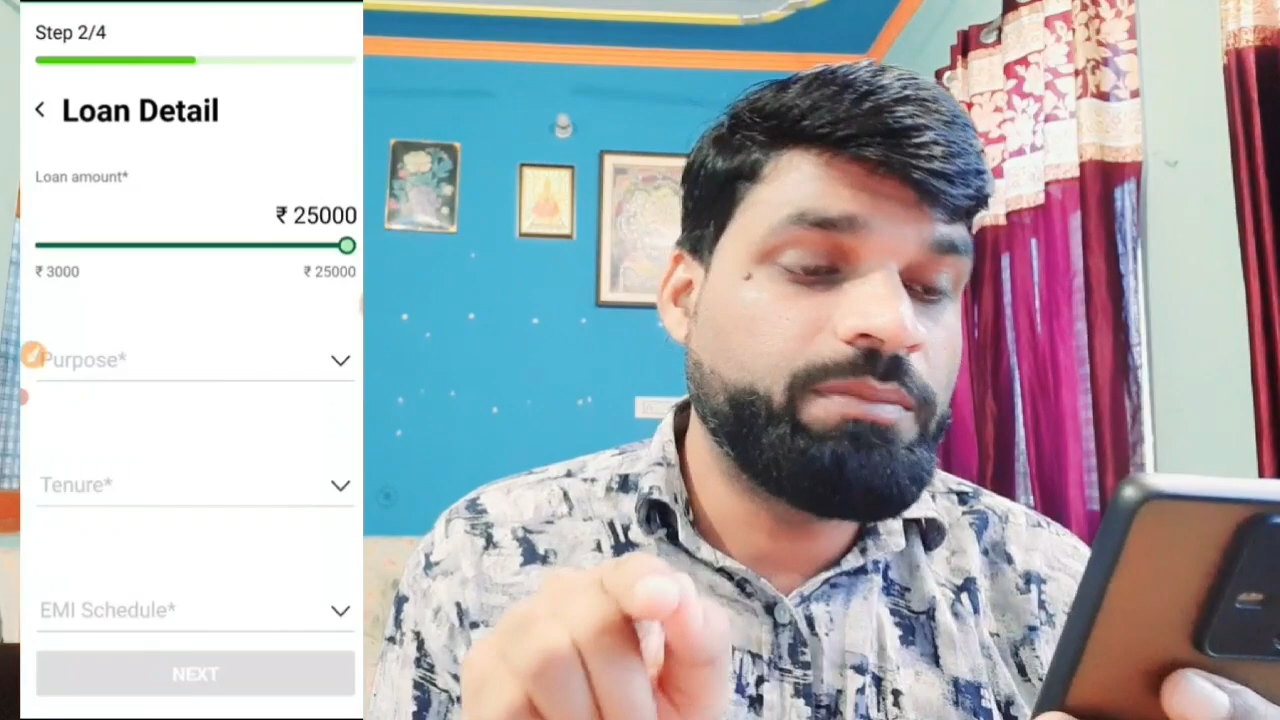 Step 2/4
Loan Detail
Loan amount*
₹ 25000
₹ 3000
₹ 25000
Purpose*
Tenure*
EMI Schedule*
NEXT